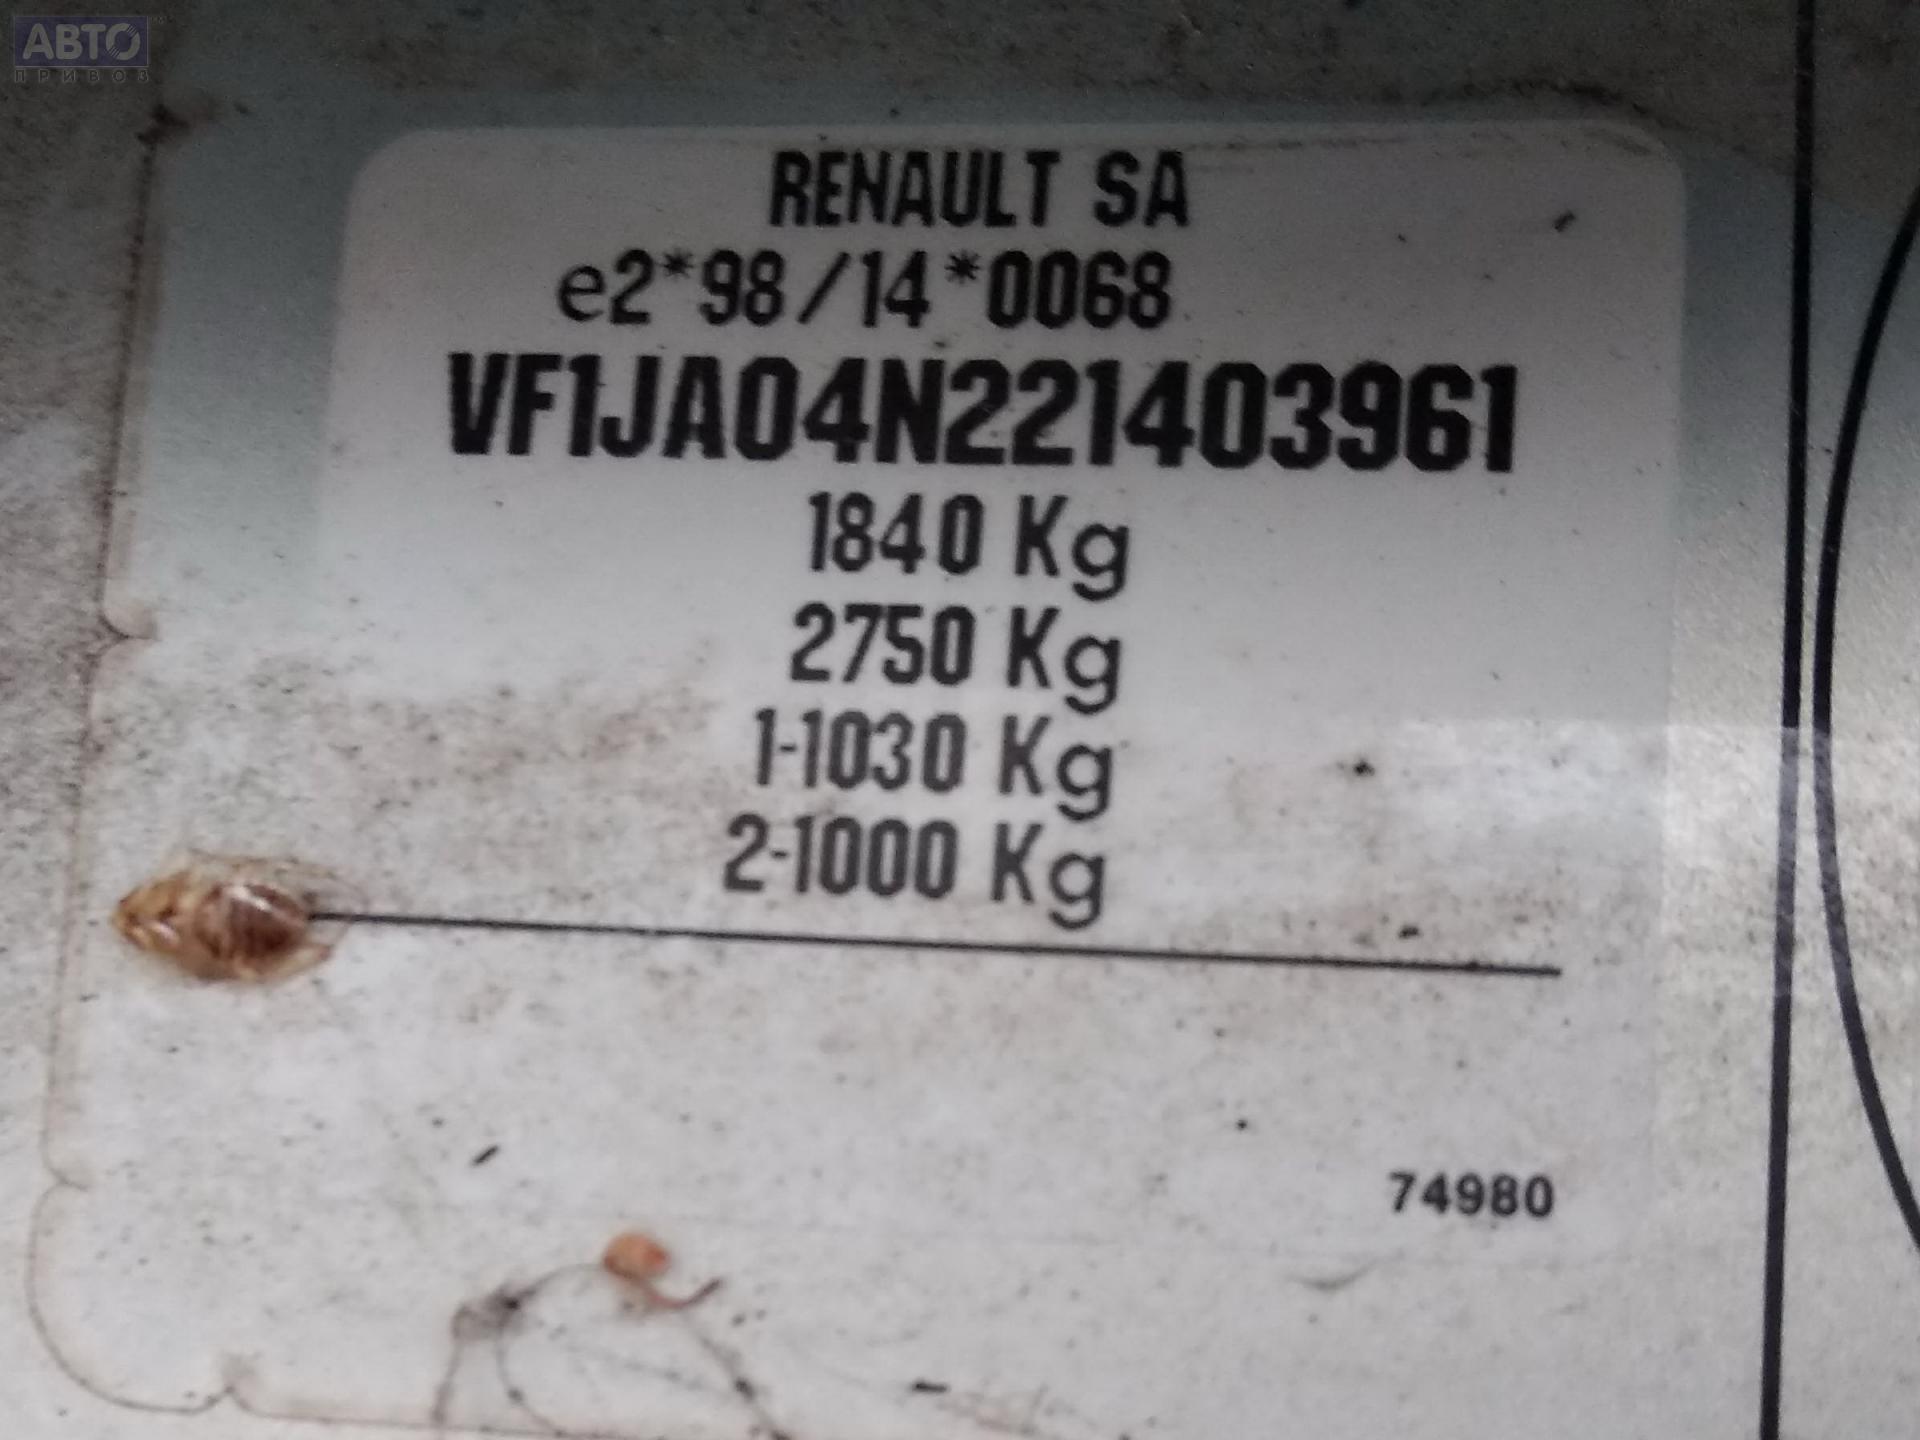 АВТО
ПРИВОЗ
RENAULT SA
e2*98/14*0068
VF1JA04N221403961
1840 Kg
2750 Kg
1-1030 Kg
2-1000 Kg
74980